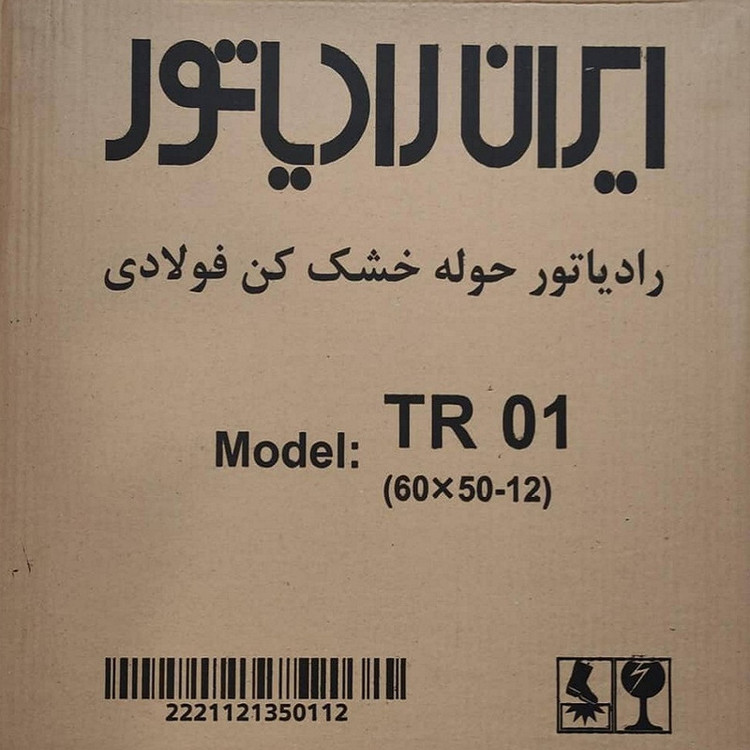 ایران رادیاتور
رادیاتور حوله خشک کن فولادی
Model: TR 01
(60×50-12)
2221121350112